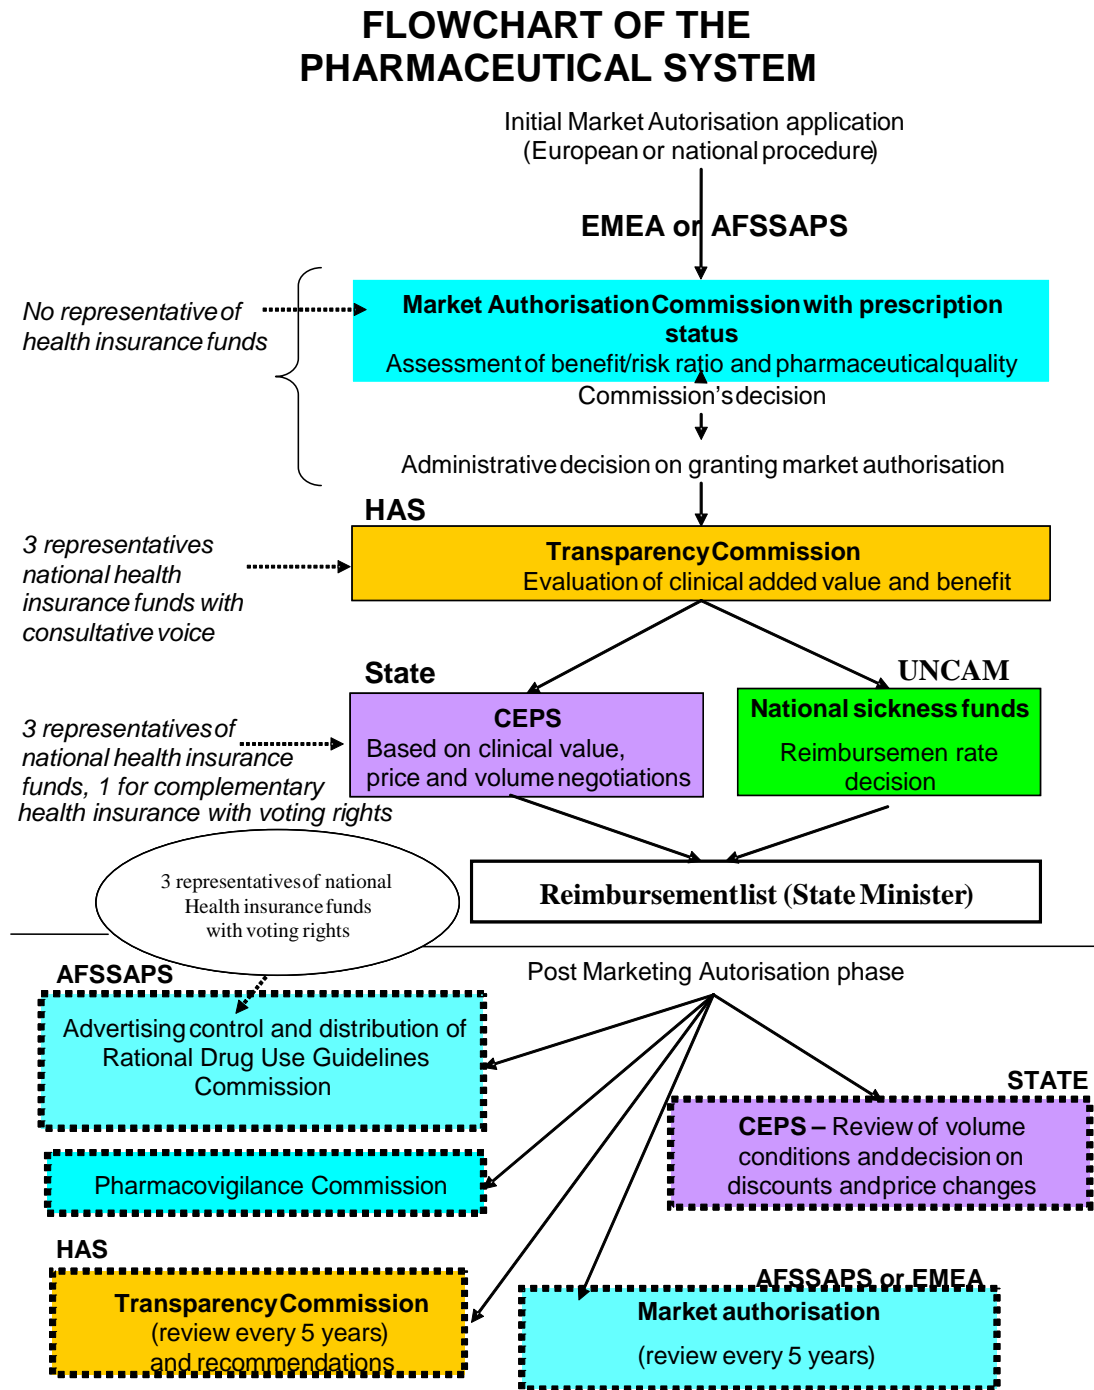 FLOWCHART OF THE
PHARMACEUTICAL SYSTEM
Initial Market Autorisation application
(European or national procedure)
EMEA or AFSSAPS
No representative of
health insurance funds
Market Authorisation Commission with prescription
status
Assessment of benefit/risk ratio and pharmaceutical quality
Commission's decision
Administrative decision on granting market authorisation
HAS
3 representatives
national health
insurance funds with
consultative voice
Transparency Commission
Evaluation of clinical added value and benefit
State
UNCAM
3 representatives of
national health insurance
funds, 1 for complementary
health insurance with voting rights
CEPS
Based on clinical value,
price and volume negotiations
National sickness funds
Reimbursemen rate
decision
3 representatives of national
Health insurance funds
with voting rights
Reimbursement list (State Minister)
Post Marketing Autorisation phase
AFSSAPS
Advertising control and distribution of
Rational Drug Use Guidelines
Commission
STATE
CEPS – Review of volume
conditions and decision on
discounts and price changes
Pharmacovigilance Commission
HAS
Transparency Commission
(review every 5 years)
and recommendations
AFSSAPS or EMEA
Market authorisation
(review every 5 years)